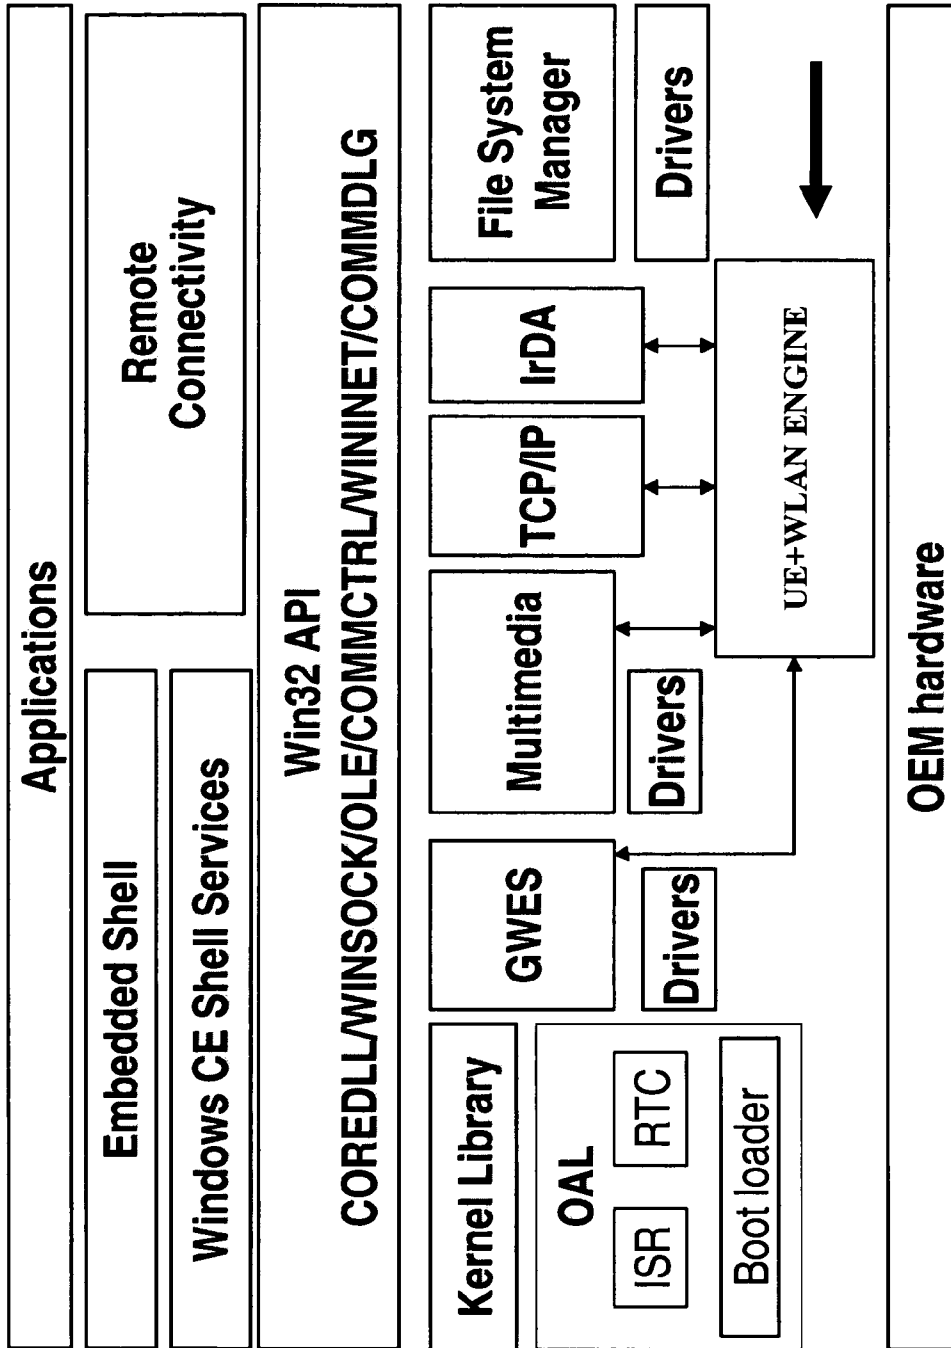 Applications
Embedded Shell
Windows CE Shell Services
Remote
Connectivity
Win32 API
COREDLL/WINSOCK/OLE/COMMCTRL/WININET/COMMDLG
Kernel Library
OAL
ISR
RTC
Boot loader
GWES
Drivers
Multimedia
Drivers
TCP/IP
IrDA
File System
Manager
Drivers
UE+WLAN ENGINE
OEM hardware